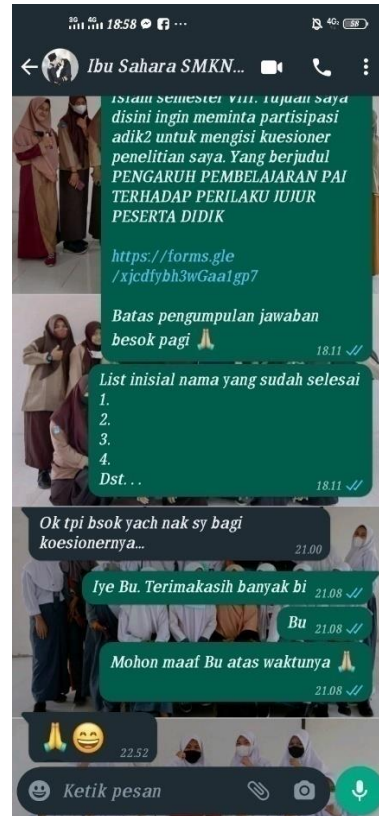 3G 4G 18:58
4G 58
Ibu Sahara SMKN...
Islam semester VIII. Tujuan saya
disini ingin meminta partisipasi
adik2 untuk mengisi kuesioner
penelitian saya. Yang berjudul
PENGARUH PEMBELAJARAN PAI
TERHADAP PERILAKU JUJUR
PESERTA DIDIK
https://forms.gle
/xjcdfybh3wGaa1gp7
Batas pengumpulan jawaban
besok pagi 🙏
18.11
List inisial nama yang sudah selesai
1.
2.
3.
4.
Dst. . .
18.11
Ok tpi bsok yach nak sy bagi
koesionernya...
21.00
Iye Bu. Terimakasih banyak bi 21.08
Bu 21.08
Mohon maaf Bu atas waktunya 🙏
21.08
🙏😄 22.52
Ketik pesan